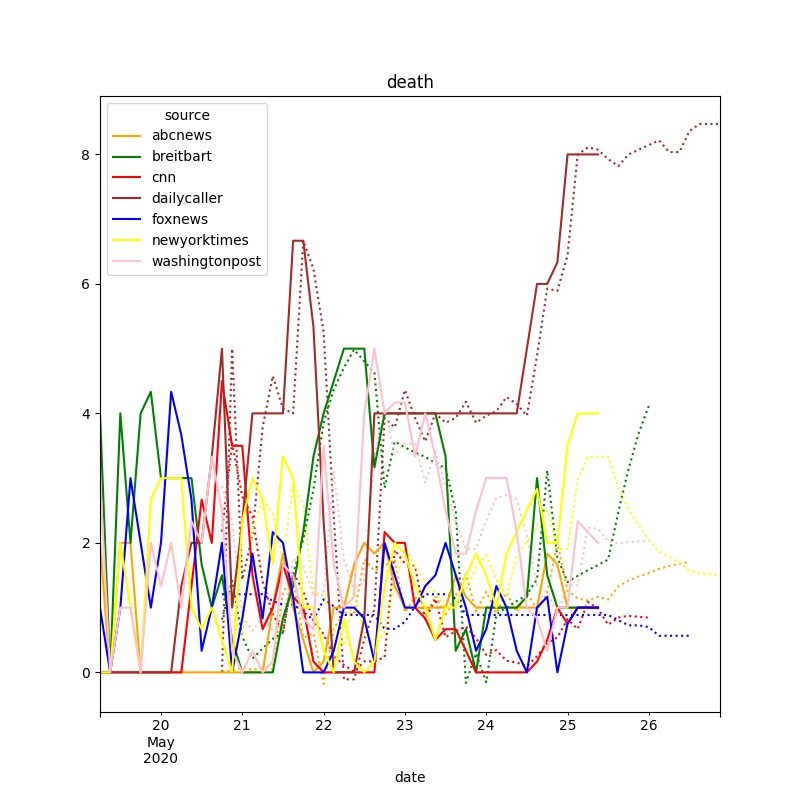 death
source
abcnews
breitbart
cnn
dailycaller
foxnews
newyorktimes
washingtonpost
8
6
4
2
0
20 21 22 23 24 25 26
May
2020
date